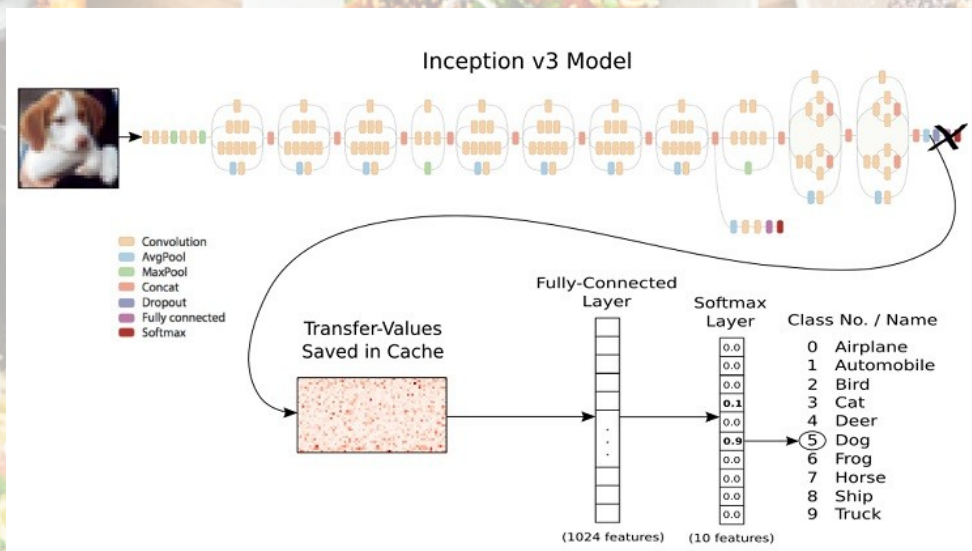 Inception v3 Model
Convolution
AvgPool
MaxPool
Concat
Dropout
Fully connected
Softmax
Transfer-Values
Saved in Cache
Fully-Connected
Layer
(1024 features)
Softmax
Layer
0.0
0.0
0.0
0.1
0.0
0.9
0.0
0.0
0.0
0.0
(10 features)
Class No. / Name
0 Airplane
1 Automobile
2 Bird
3 Cat
4 Deer
5 Dog
6 Frog
7 Horse
8 Ship
9 Truck